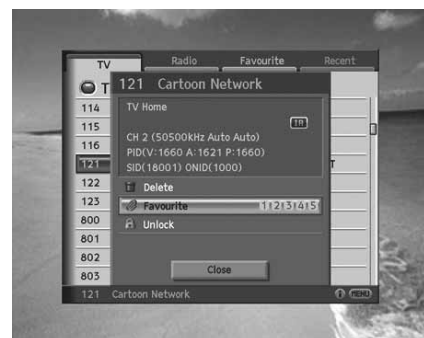 TV Radio Favourite Recent
T
121 Cartoon Network
114
TV Home
115
CH 2 (50500kHz Auto Auto)
116
PID(V:1660 A:1621 P:1660)
121
SID(18001) ONID(1000)
T
122
Delete
123
Favourite 1|2|3|4|5
800
Unlock
801
802
803
Close
121 Cartoon Network
MENU